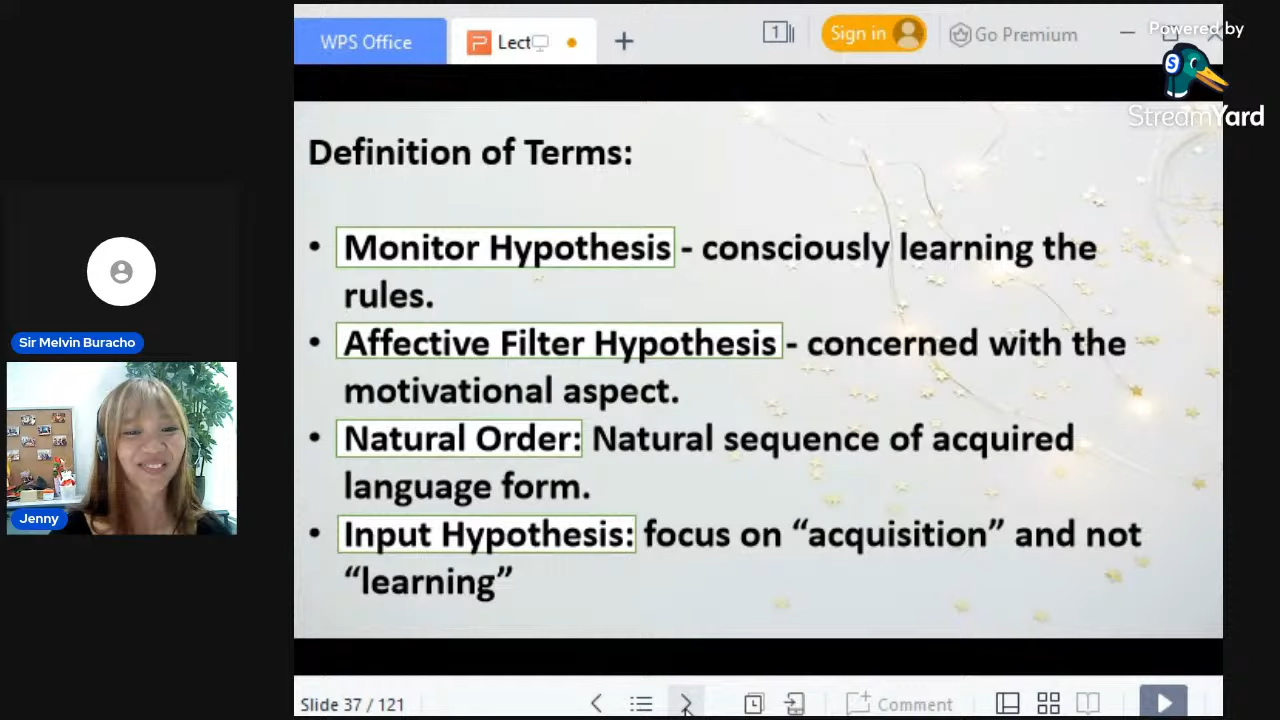 WPS Office
Lect
1
Sign in
Go Premium
Powered by
S
StreamYard
Definition of Terms:
• Monitor Hypothesis - consciously learning the
rules.
• Affective Filter Hypothesis - concerned with the
motivational aspect.
• Natural Order: Natural sequence of acquired
language form.
• Input Hypothesis: focus on “acquisition” and not
“learning”
Sir Melvin Buracho
Jenny
Slide 37 / 121
Comment